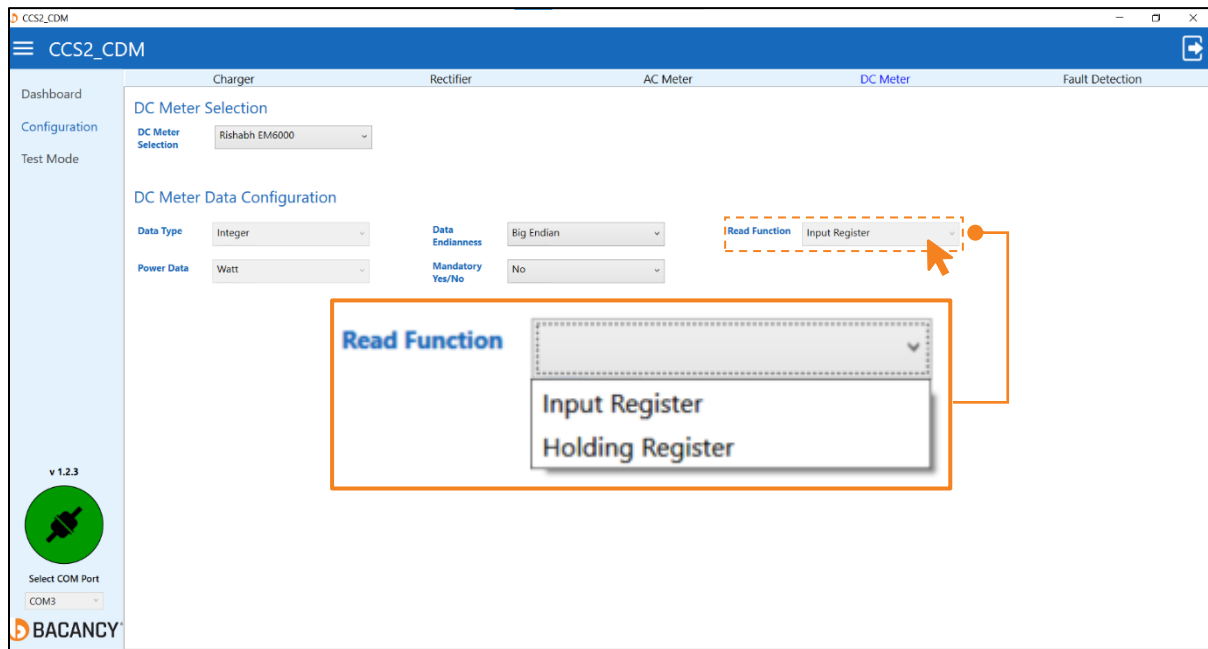 CCS2_CDM
CCS2_CDM
Charger Rectifier AC Meter DC Meter Fault Detection
Dashboard
Configuration
Test Mode
DC Meter Selection
DC Meter
Selection
Rishabh EM6000
DC Meter Data Configuration
Data Type Integer
Data
Endianness
Big Endian
Read Function Input Register
Power Data Watt
Mandatory
Yes/No
No
Read Function
Input Register
Holding Register
v 1.2.3
Select COM Port
COM3
BACANCY